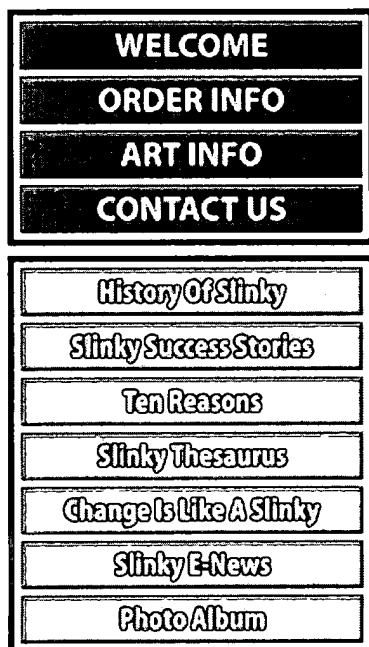 WELCOME
ORDER INFO
ART INFO
CONTACT US
History Of Slinky
Slinky Success Stories
Ten Reasons
Slinky Thesaurus
Change Is Like A Slinky
Slinky E-News
Photo Album